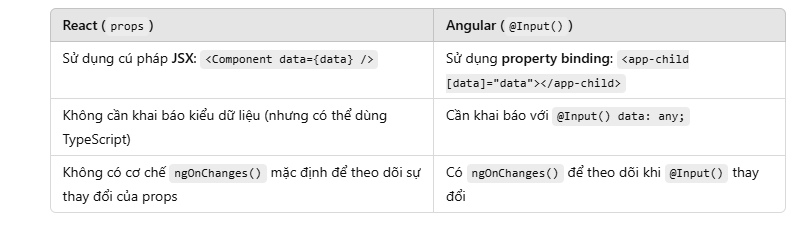 React ( props )
Angular ( @Input() )
Sử dụng cú pháp JSX: <Component data={data} />
Sử dụng property binding: <app-child
[data]="data"></app-child>
Không cần khai báo kiểu dữ liệu (nhưng có thể dùng
TypeScript)
Cần khai báo với @Input() data: any;
Không có cơ chế ngOnChanges() mặc định để theo dõi sự
thay đổi của props
Có ngOnChanges() để theo dõi khi @Input() thay
đổi